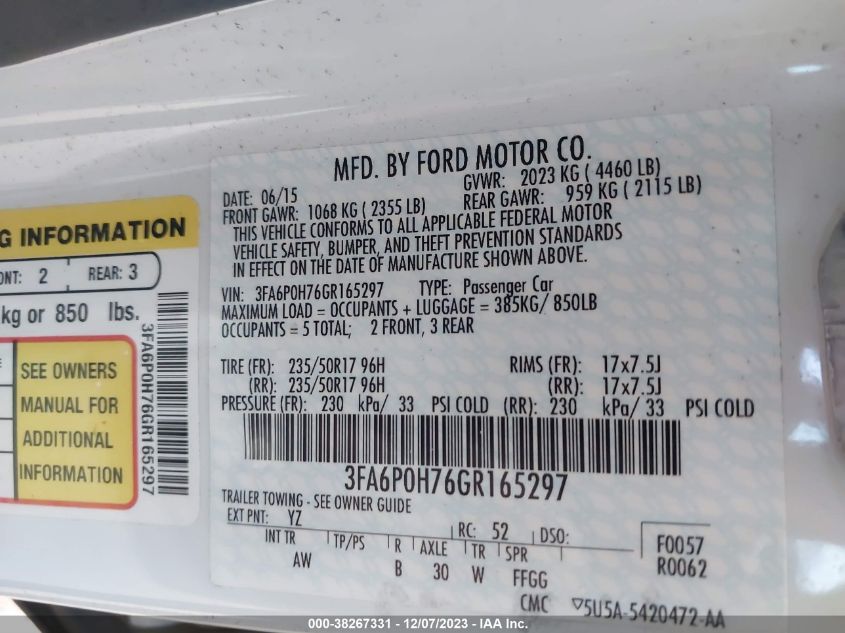 G INFORMATION
ONT: 2 REAR: 3
kg or 850 lbs.
SEE OWNERS
MANUAL FOR
ADDITIONAL
INFORMATION
3FA6P0H76GR165297
MFD. BY FORD MOTOR CO.
DATE: 06/15 GVWR: 2023 KG ( 4460 LB)
FRONT GAWR: 1068 KG ( 2355 LB) REAR GAWR: 959 KG ( 2115 LB)
THIS VEHICLE CONFORMS TO ALL APPLICABLE FEDERAL MOTOR
VEHICLE SAFETY, BUMPER, AND THEFT PREVENTION STANDARDS
IN EFFECT ON THE DATE OF MANUFACTURE SHOWN ABOVE.
VIN: 3FA6P0H76GR165297 TYPE: Passenger Car
MAXIMUM LOAD = OCCUPANTS + LUGGAGE = 385KG/ 850LB
OCCUPANTS = 5 TOTAL; 2 FRONT, 3 REAR
TIRE (FR): 235/50R17 96H RIMS (FR): 17x7.5J
(RR): 235/50R17 96H (RR): 17x7.5J
PRESSURE (FR): 230 kPa/ 33 PSI COLD (RR): 230 kPa/ 33 PSI COLD
3FA6P0H76GR165297
TRAILER TOWING - SEE OWNER GUIDE
EXT PNT: YZ RC: 52 DSO:
INT TR TP/PS R AXLE TR SPR F0057
AW B 30 W FFGG R0062
CMC ▽5U5A-5420472-AA
000-38267331 - 12/07/2023 - IAA Inc.